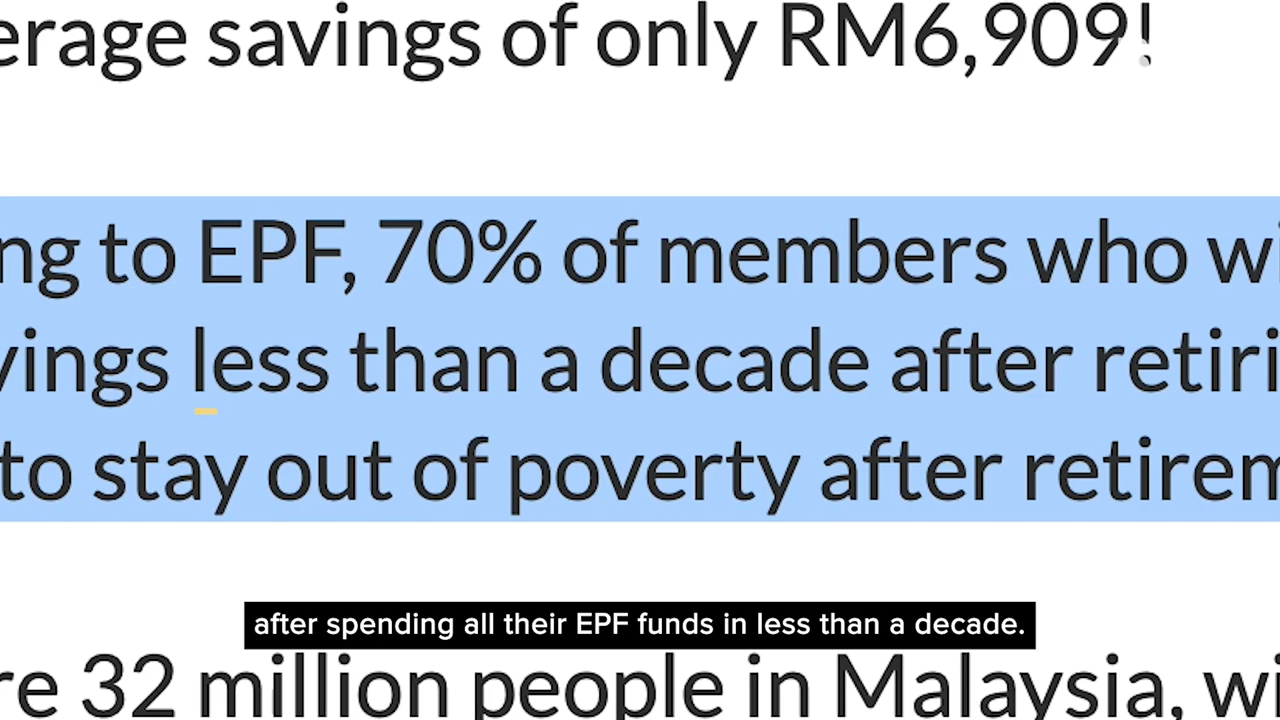 erage savings of only RM6,909!
ng to EPF, 70% of members who wi
vings less than a decade after retiri
to stay out of poverty after retirem
after spending all their EPF funds in less than a decade.
re 32 million people in Malaysia, wi